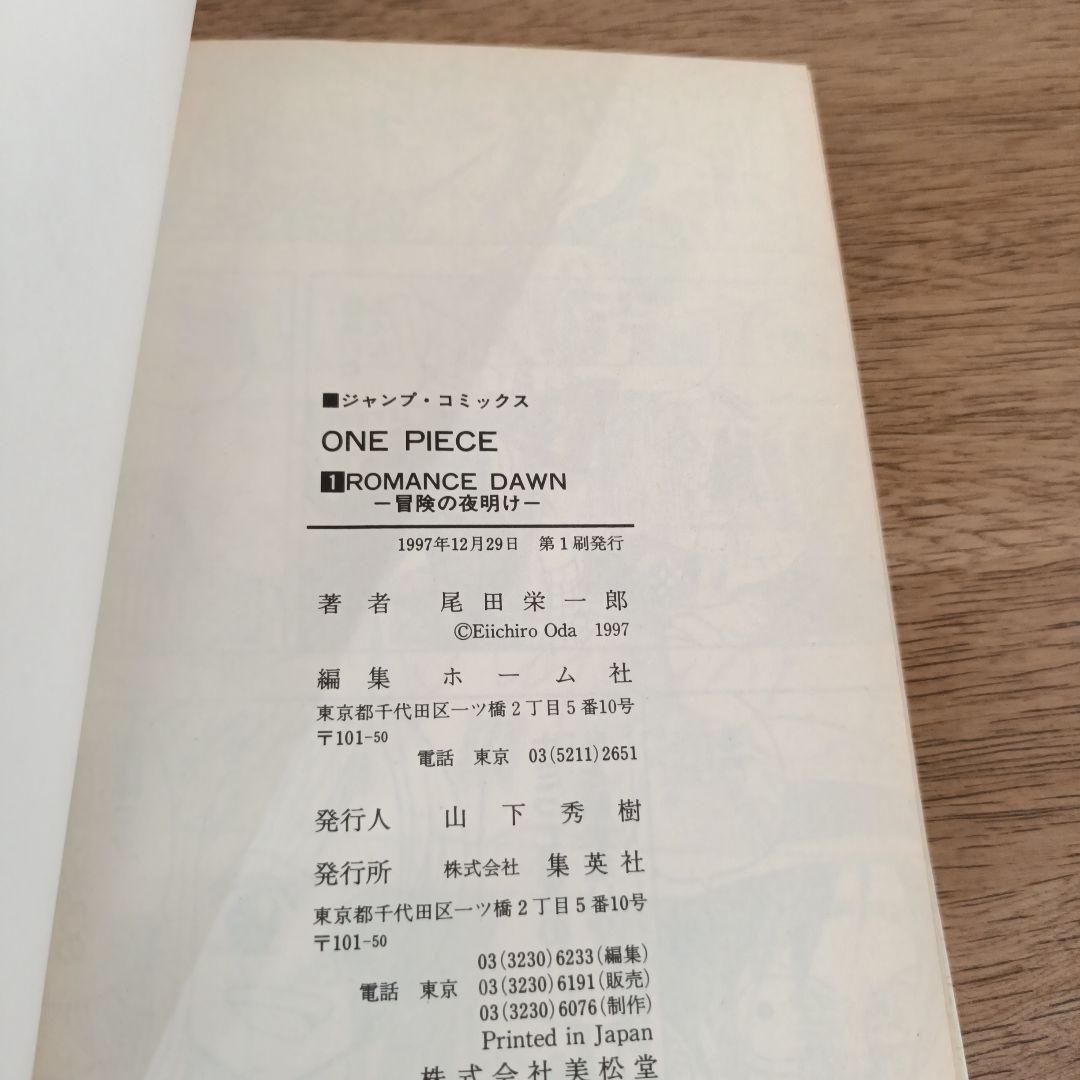 ■ジャンプ・コミックス
ONE PIECE
1 ROMANCE DAWN
―冒険の夜明け―
1997年12月29日 第1刷発行
著者 尾田栄一郎
©Eiichiro Oda 1997
編集 ホーム社
東京都千代田区一ツ橋2丁目5番10号
〒101-50
電話 東京 03(5211)2651
発行人 山下秀樹
発行所 株式会社 集英社
東京都千代田区一ツ橋2丁目5番10号
〒101-50
03(3230)6233(編集)
電話 東京 03(3230)6191(販売)
03(3230)6076(制作)
Printed in Japan
株式会社美松堂